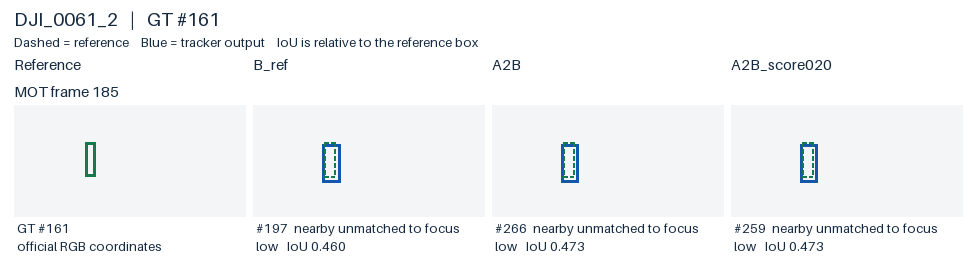 DJI_0061_2 | GT #161
Dashed = reference Blue = tracker output IoU is relative to the reference box
Reference B_ref A2B A2B_score020
MOT frame 185
GT #161 #197 nearby unmatched to focus #266 nearby unmatched to focus #259 nearby unmatched to focus
official RGB coordinates low IoU 0.460 low IoU 0.473 low IoU 0.473